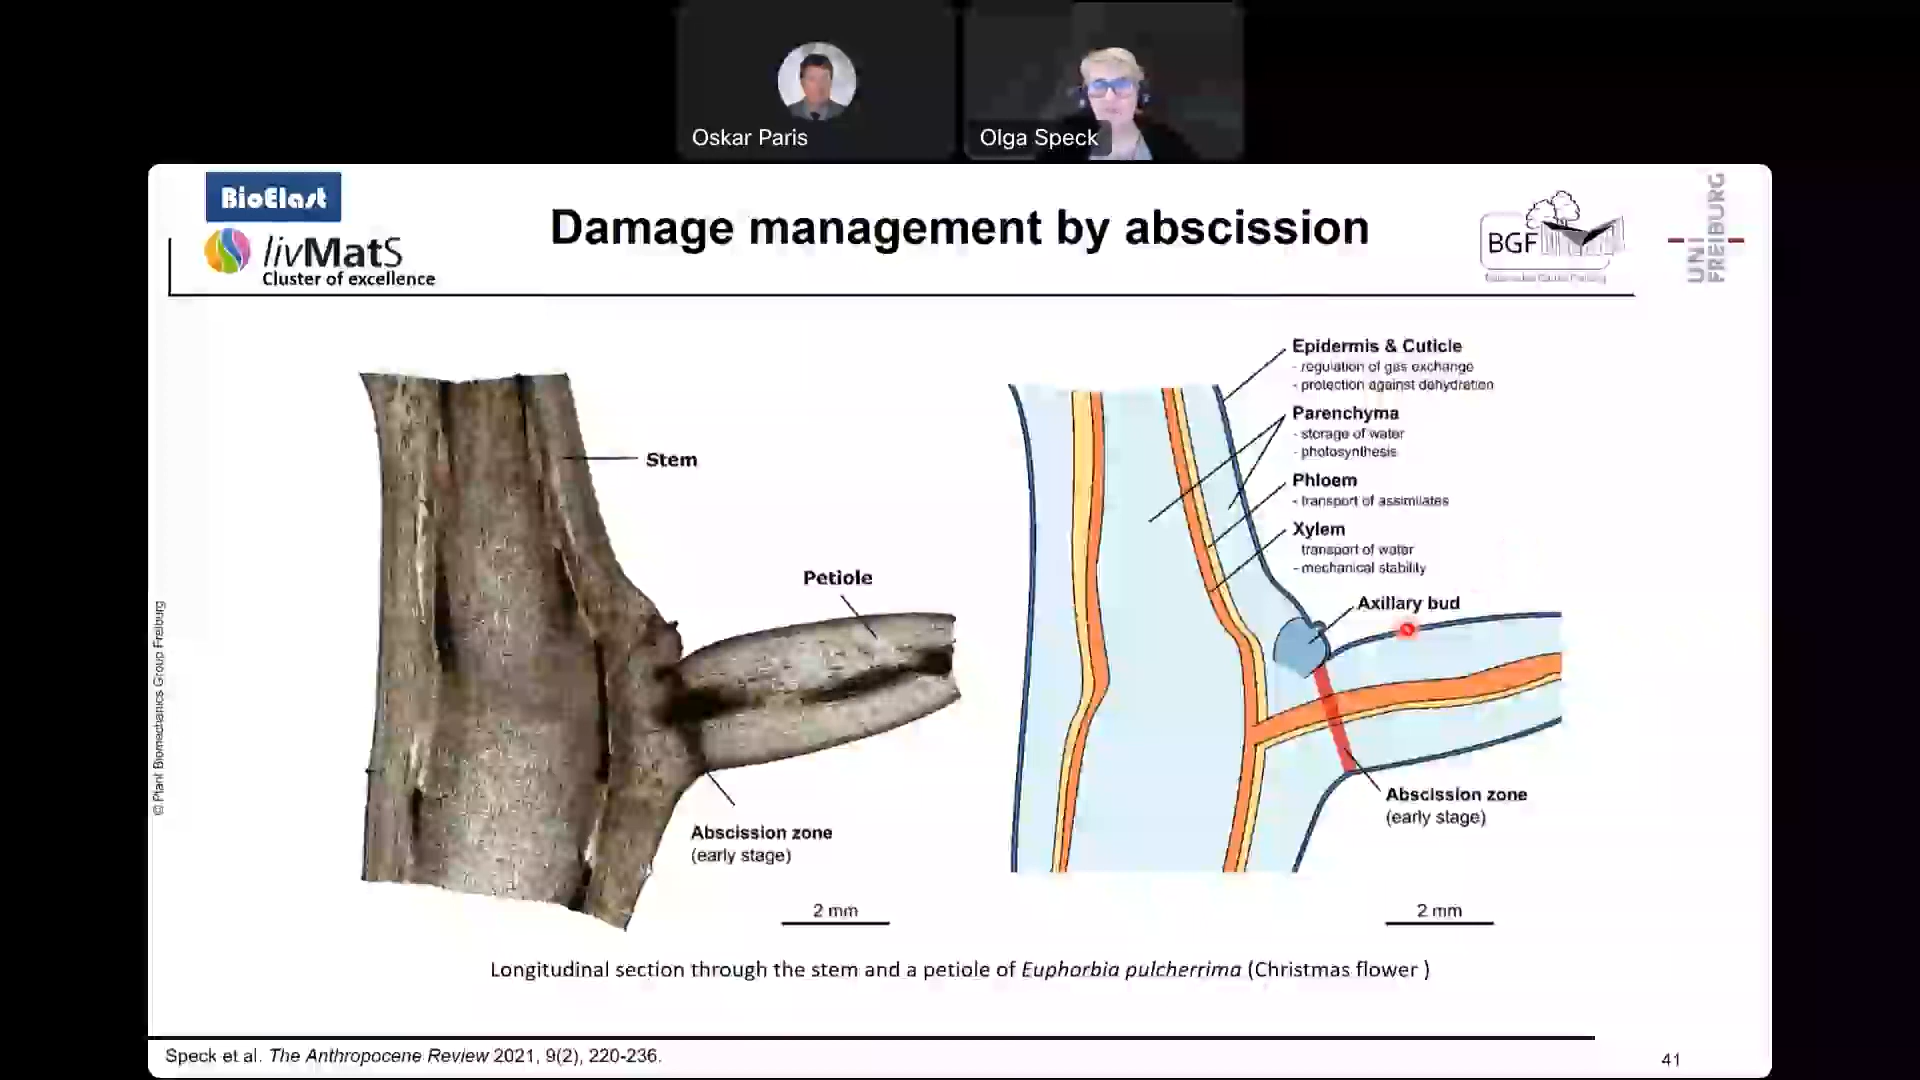 Oskar Paris
Olga Speck
BioElast
livMatS
Cluster of excellence
Damage management by abscission
BGF
UNI
FREIBURG
Epidermis & Cuticle
- regulation of gas exchange
- protection against dehydration
Parenchyma
- storage of water
- photosynthesis
Phloem
- transport of assimilates
Xylem
transport of water
- mechanical stability
Axillary bud
Abscission zone
(early stage)
2 mm
Stem
Petiole
Abscission zone
(early stage)
2 mm
© Plant Biomechanics Group Freiburg
Longitudinal section through the stem and a petiole of Euphorbia pulcherrima (Christmas flower )
Speck et al. The Anthropocene Review 2021, 9(2), 220-236.
41